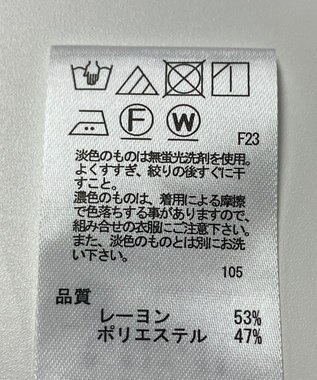 F W
F23
淡色のものは無蛍光洗剤を使用。
よくすすぎ、絞りの後すぐに干
すこと。
濃色のものは、着用による摩擦
で色落ちする事がありますので、
組み合せの衣服にご注意下さい。
また、淡色のものとは別にお洗
い下さい。
105
品質
レーヨン 53%
ポリエステル 47%